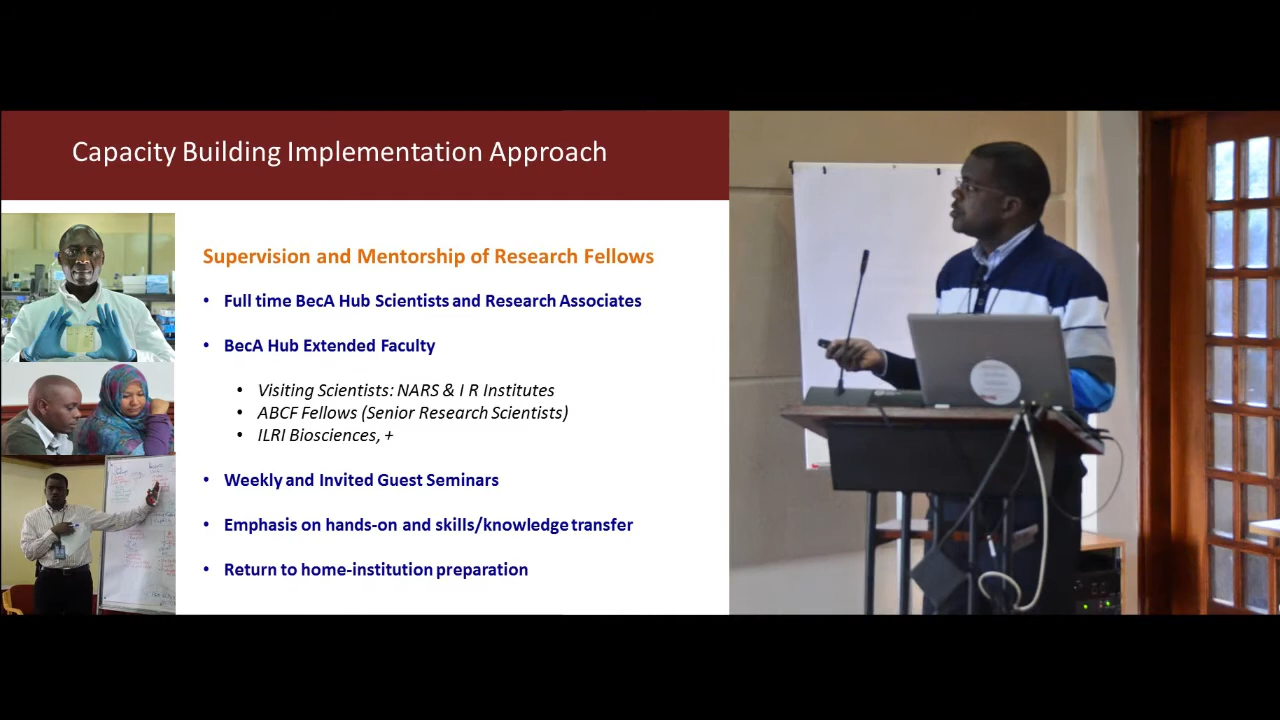 Capacity Building Implementation Approach
Supervision and Mentorship of Research Fellows
• Full time BecA Hub Scientists and Research Associates
• BecA Hub Extended Faculty
• Visiting Scientists: NARS & I R Institutes
• ABCF Fellows (Senior Research Scientists)
• ILRI Biosciences, +
• Weekly and Invited Guest Seminars
• Emphasis on hands-on and skills/knowledge transfer
• Return to home-institution preparation